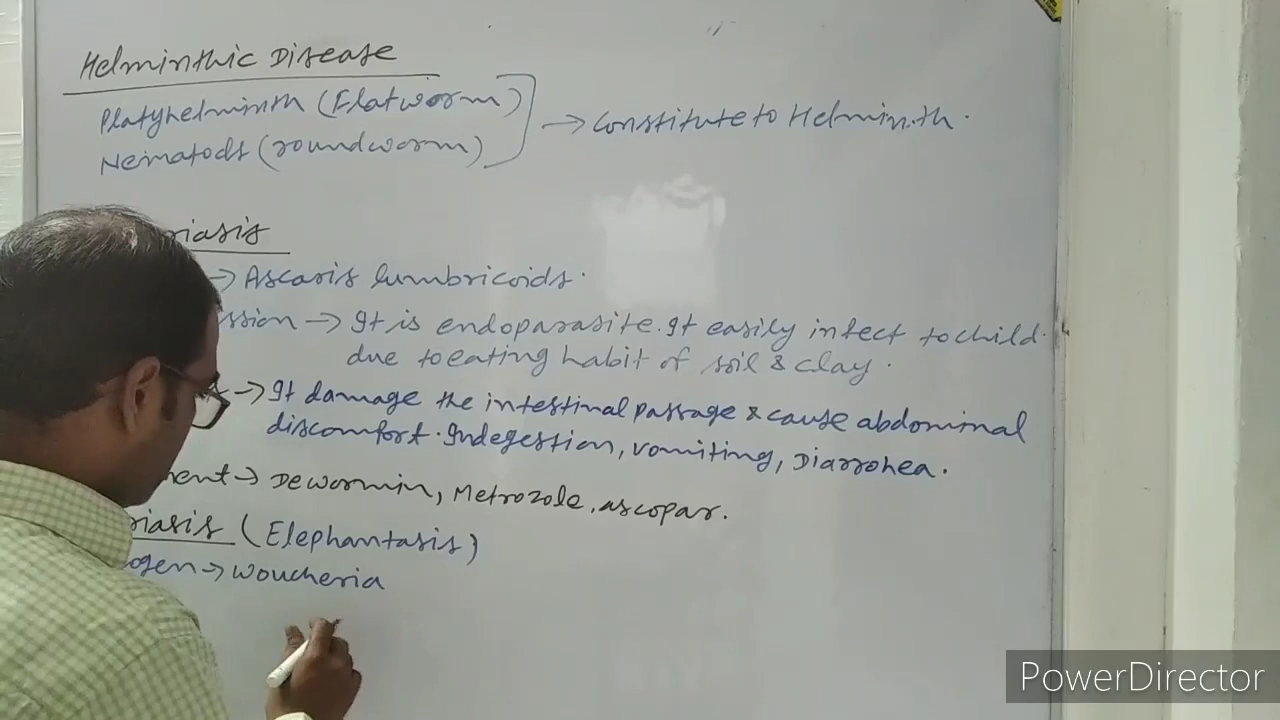 Helminthic Disease
Platyhelminth (Flatworm)
Nematods (roundworm)
→ Constitute to Helminth.
riasis
→ Ascaris lumbricoids.
ssion → It is endoparasite. It easily infect to child.
due to eating habit of soil & clay.
→ It damage the intestinal passage & cause abdominal
discomfort. Indegestion, vomiting, Diarrohea.
ment → Dewormin, Metrozole, ascopar.
riasis (Elephantasis)
ogen → Woucheria
PowerDirector